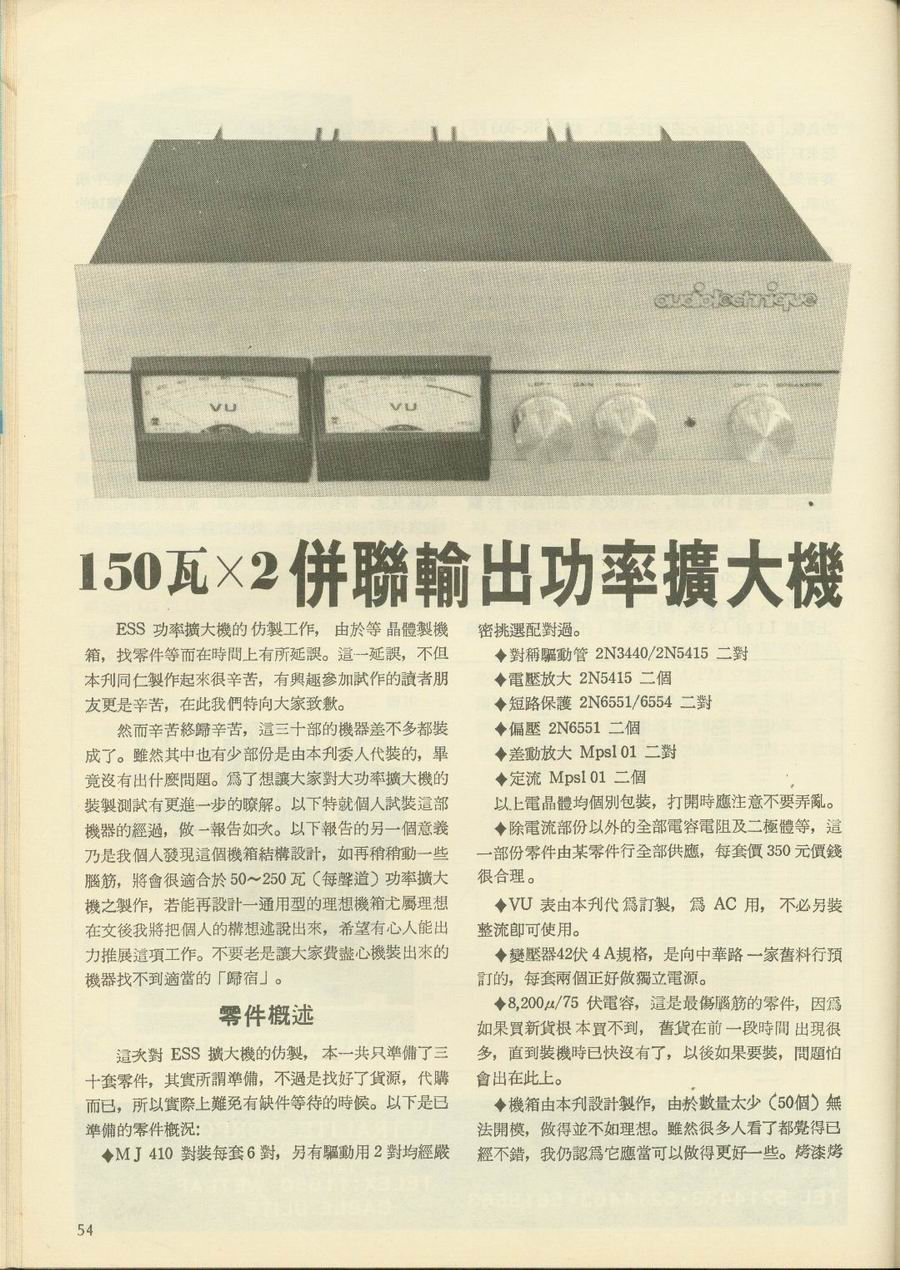 audiotechnique
20 40 60 80 100
VU
20 40 60 80 100
VU
LEFT GAIN RIGHT
OFF ON SPEAKERS
150瓦×2併聯輸出功率擴大機
ESS 功率擴大機的仿製工作，由於等晶體製機
箱，找零件等而在時間上有所延誤。這一延誤，不但
本刋同仁製作起來很辛苦，有興趣參加試作的讀者朋
友更是辛苦，在此我們特向大家致歉。
然而辛苦終歸辛苦，這三十部的機器差不多都裝
成了。雖然其中也有少部份是由本刋委人代裝的，畢
竟沒有出什麽問題。爲了想讓大家對大功率擴大機的
裝製測試有更進一步的瞭解。以下特就個人試裝這部
機器的經過，做一報告如次。以下報告的另一個意義
乃是我個人發現這個機箱結構設計，如再稍稍動一些
腦筋，將會很適合於50～250瓦（每聲道）功率擴大
機之製作，若能再設計一通用型的理想機箱尤屬理想
在文後我將把個人的構想述說出來，希望有心人能出
力推展這項工作。不要老是讓大家費盡心機裝出來的
機器找不到適當的「歸宿」。
零件概述
這次對 ESS 擴大機的仿製，本一共只準備了三
十套零件，其實所謂準備，不過是找好了貨源，代購
而已，所以實際上難免有缺件等待的時候。以下是已
準備的零件概況:
◆MJ 410 對裝每套6對，另有驅動用2對均經嚴
密挑選配對過。
◆對稱驅動管 2N3440/2N5415 二對
◆電壓放大 2N5415 二個
◆短路保護 2N6551/6554 二對
◆偏壓 2N6551 二個
◆差動放大 Mpsl 01 二對
◆定流 Mpsl 01 二個
以上電晶體均個別包裝，打開時應注意不要弄亂。
◆除電流部份以外的全部電容電阻及二極體等，這
一部份零件由某零件行全部供應，每套價350元價錢
很合理。
◆VU 表由本刋代爲訂製，爲 AC 用，不必另裝
整流卽可使用。
◆變壓器42伏4A規格，是向中華路一家舊料行預
訂的，每套兩個正好做獨立電源。
◆8,200μ/75 伏電容，這是最傷腦筋的零件，因爲
如果買新貨根本買不到，舊貨在前一段時間出現很
多，直到裝機時已快沒有了，以後如果要裝，問題怕
會出在此上。
◆機箱由本刋設計製作，由於數量太少（50個）無
法開模，做得並不如理想。雖然很多人看了都覺得已
經不錯，我仍認爲它應當可以做得更好一些。烤漆烤
54